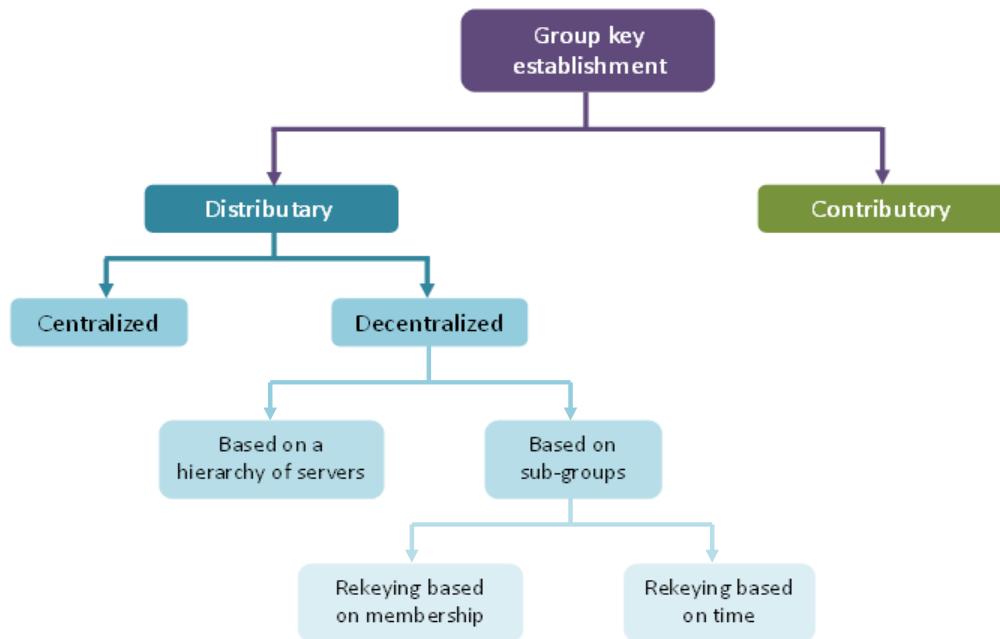 Group key
establishment
Distributary
Contributory
Centralized
Decentralized
Based on a
hierarchy of servers
Based on
sub-groups
Rekeying based
on membership
Rekeying based
on time